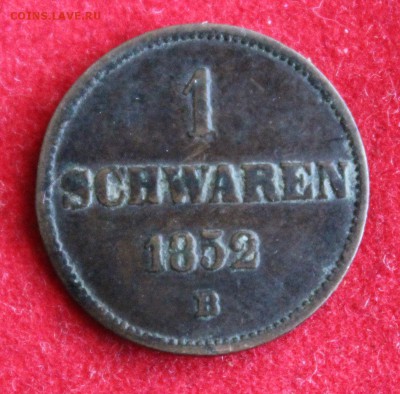 COINS.LAVE.RU
1
SCHWAREN
1852
B